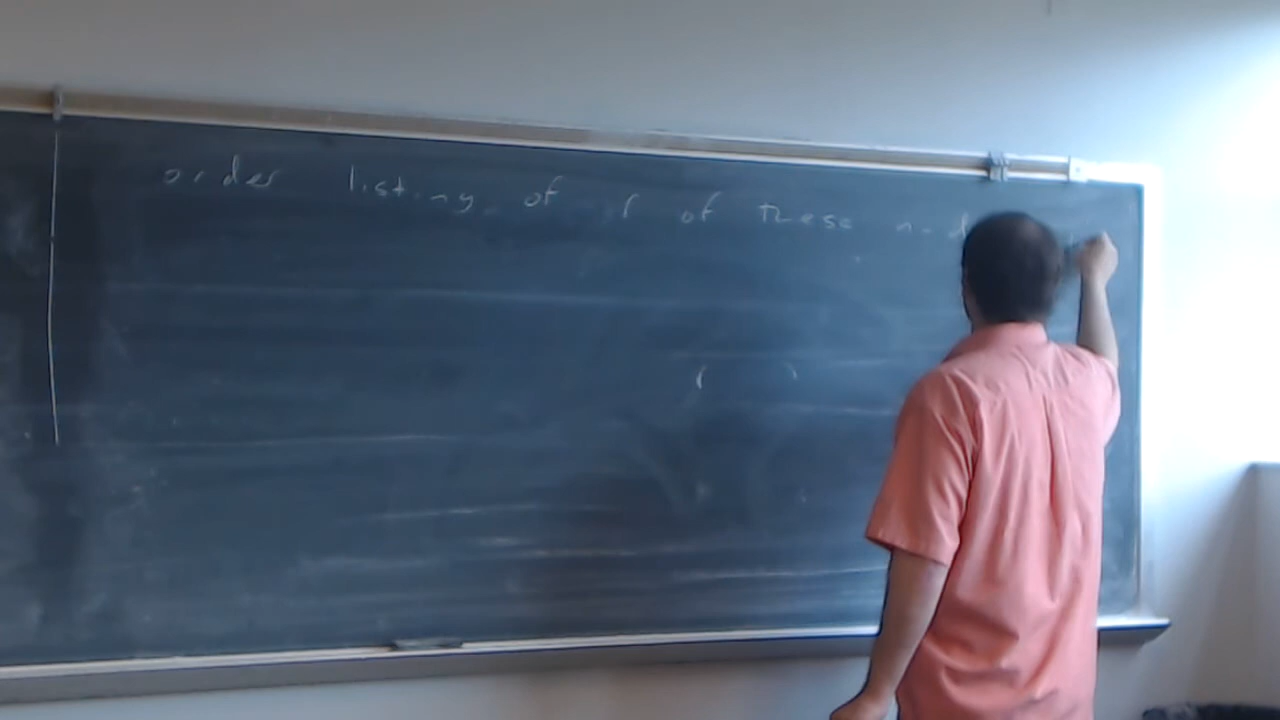 order listing of r of these n-d